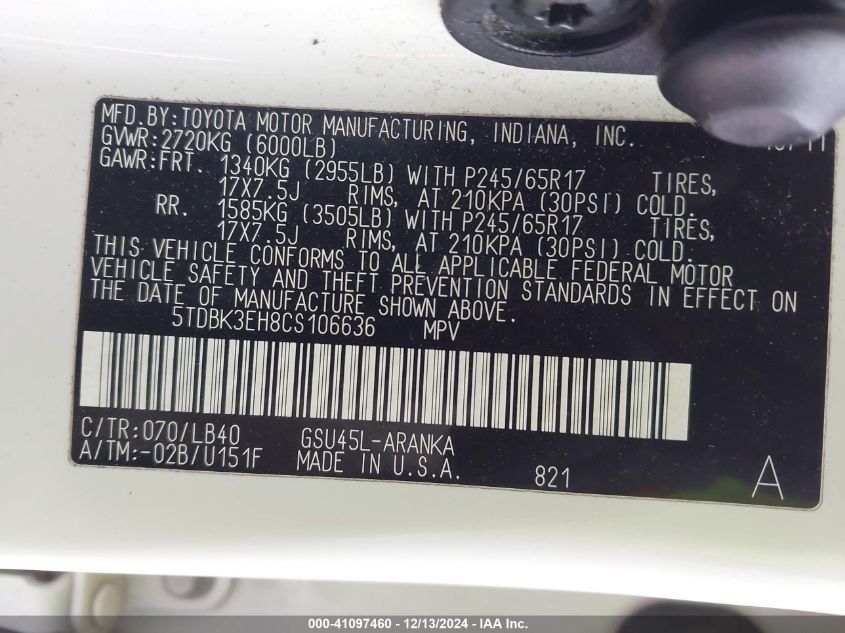 MFD.BY:TOYOTA MOTOR MANUFACTURING, INDIANA, INC.
GVWR:2720KG (6000LB)
GAWR:FRT. 1340KG (2955LB) WITH P245/65R17 TIRES,
17X7.5J RIMS, AT 210KPA (30PSI) COLD.
RR. 1585KG (3505LB) WITH P245/65R17 TIRES,
17X7.5J RIMS, AT 210KPA (30PSI) COLD.
THIS VEHICLE CONFORMS TO ALL APPLICABLE FEDERAL MOTOR
VEHICLE SAFETY AND THEFT PREVENTION STANDARDS IN EFFECT ON
THE DATE OF MANUFACTURE SHOWN ABOVE.
5TDBK3EH8CS106636 MPV
C/TR:070/LB40 GSU45L-ARANKA
A/TM:-02B/U151F MADE IN U.S.A. 821 A
000-41097460 - 12/13/2024 - IAA Inc.